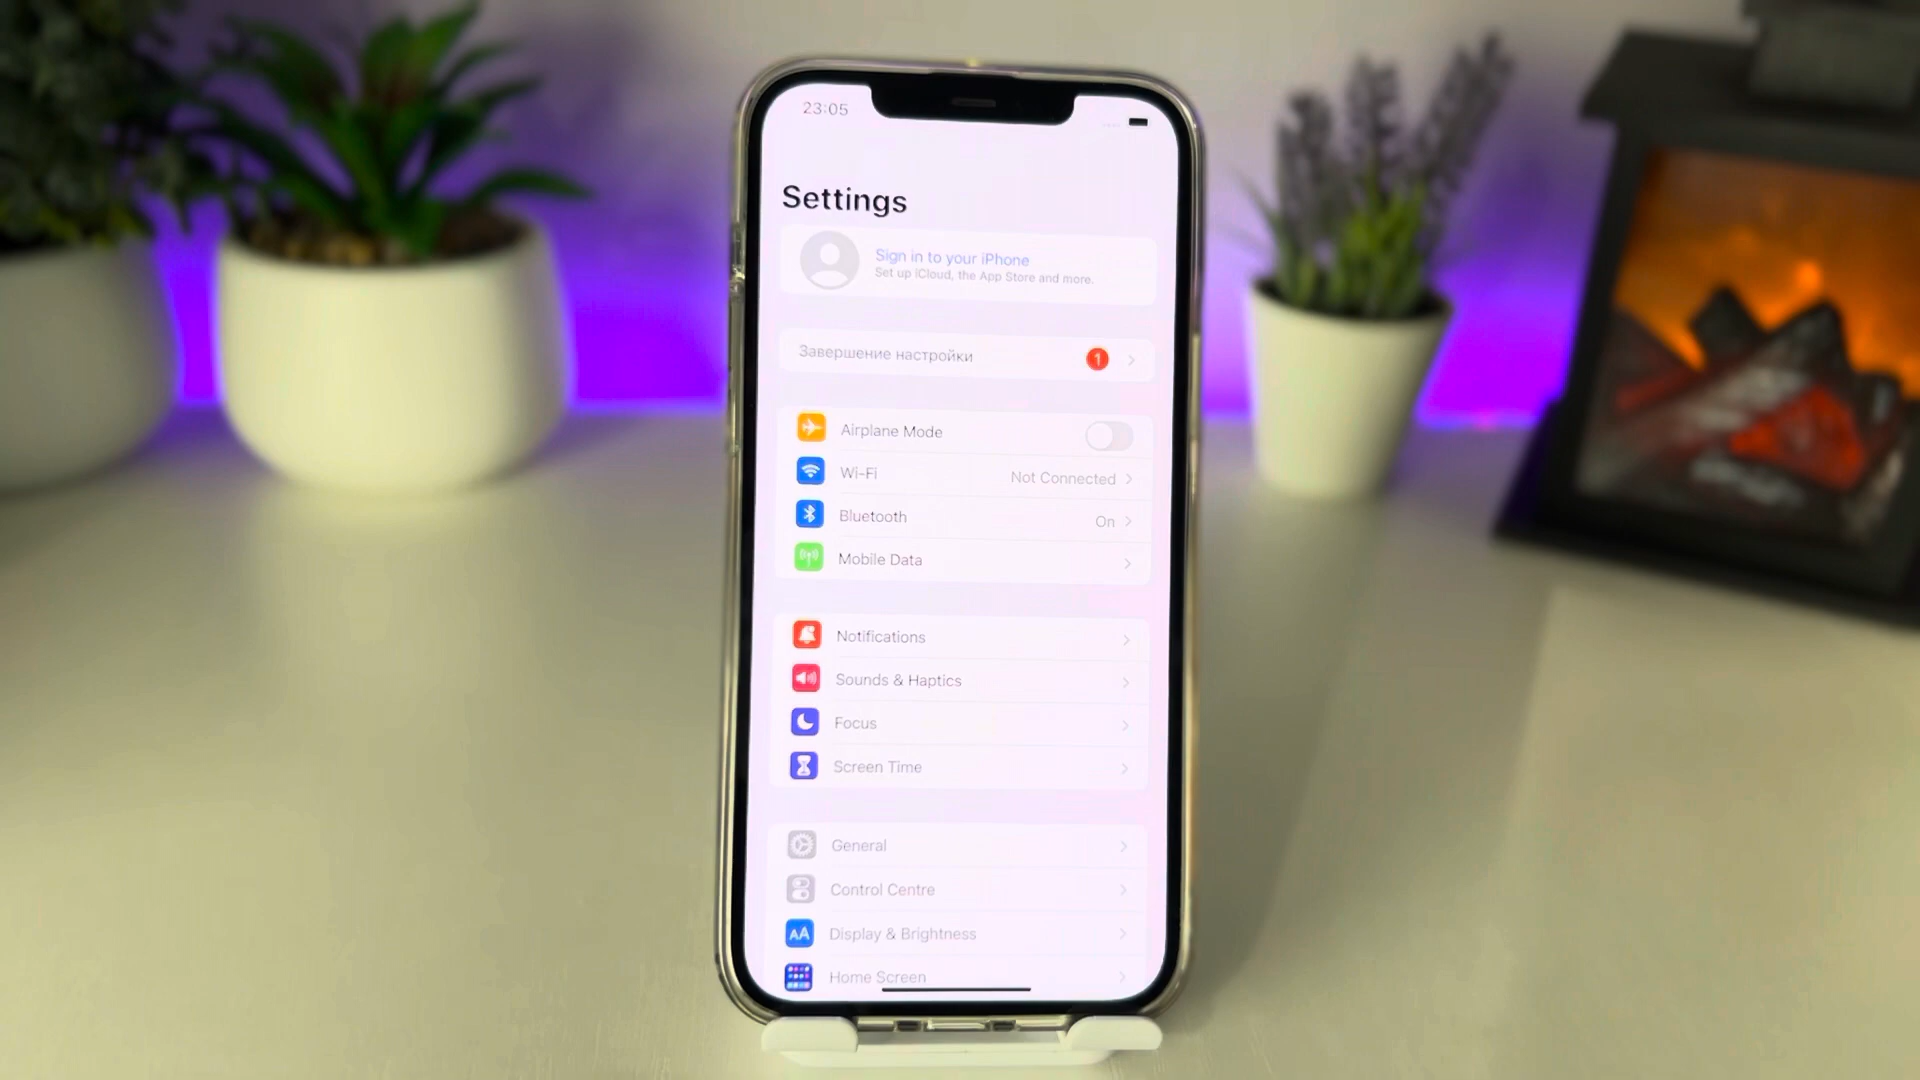 23:05
Settings
Sign in to your iPhone
Set up iCloud, the App Store and more.
Завершение настройки
1
Airplane Mode
Wi-Fi
Not Connected
Bluetooth
On
Mobile Data
Notifications
Sounds & Haptics
Focus
Screen Time
General
Control Centre
AA
Display & Brightness
Home Screen